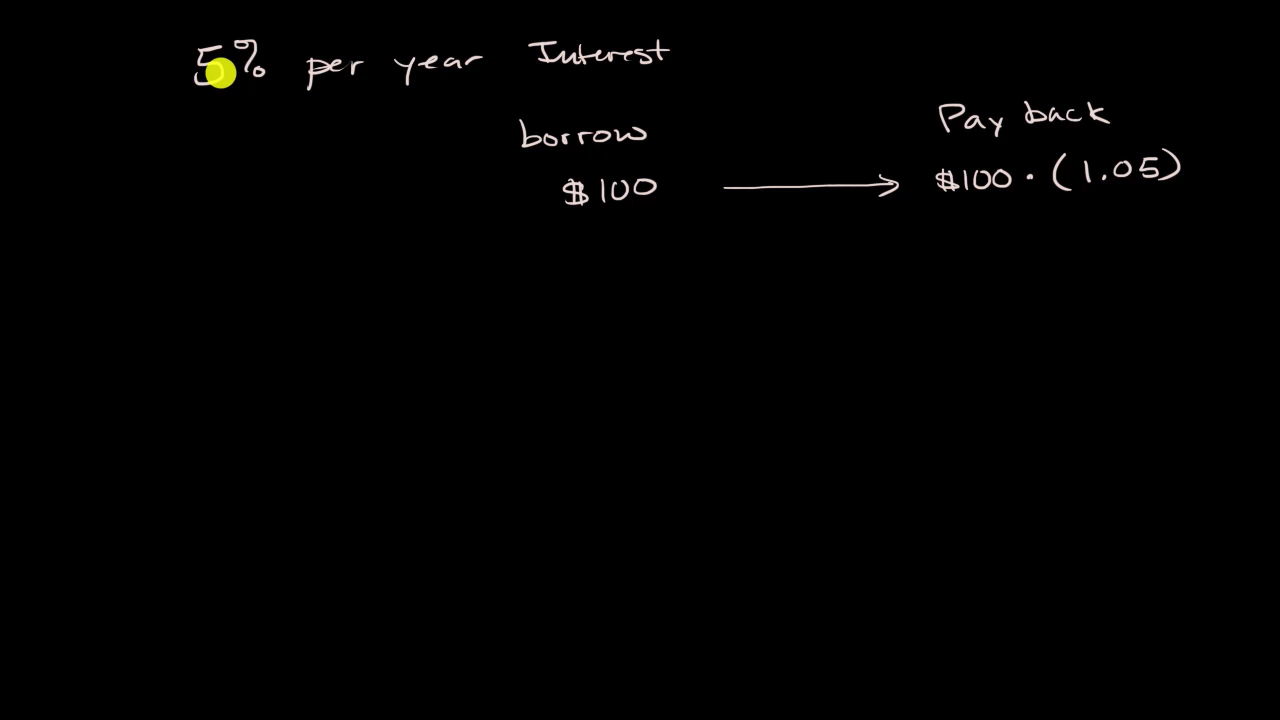 5% per year Interest
borrow
Pay back
$100 → $100 · (1.05)